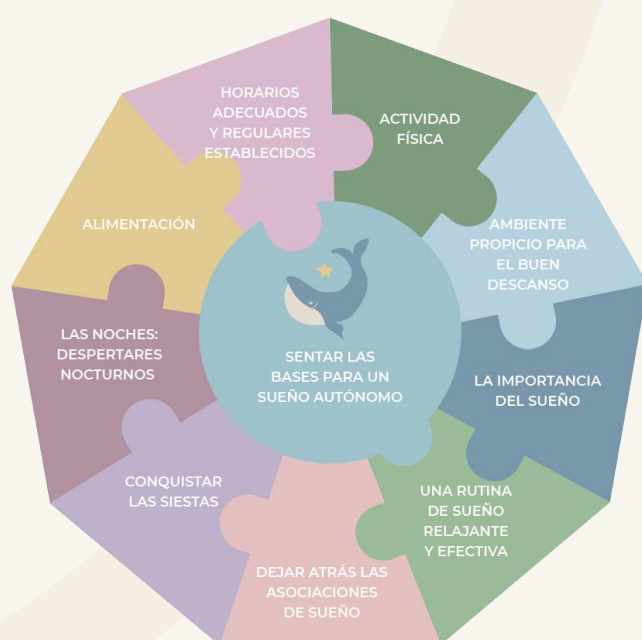 HORARIOS
ADECUADOS
Y REGULARES
ESTABLECIDOS
ACTIVIDAD
FÍSICA
AMBIENTE
PROPICIO PARA
EL BUEN
DESCANSO
LA IMPORTANCIA
DEL SUEÑO
UNA RUTINA
DE SUEÑO
RELAJANTE
Y EFECTIVA
DEJAR ATRÁS LAS
ASOCIACIONES
DE SUEÑO
CONQUISTAR
LAS SIESTAS
LAS NOCHES:
DESPERTARES
NOCTURNOS
ALIMENTACIÓN
SENTAR LAS
BASES PARA UN
SUEÑO AUTÓNOMO